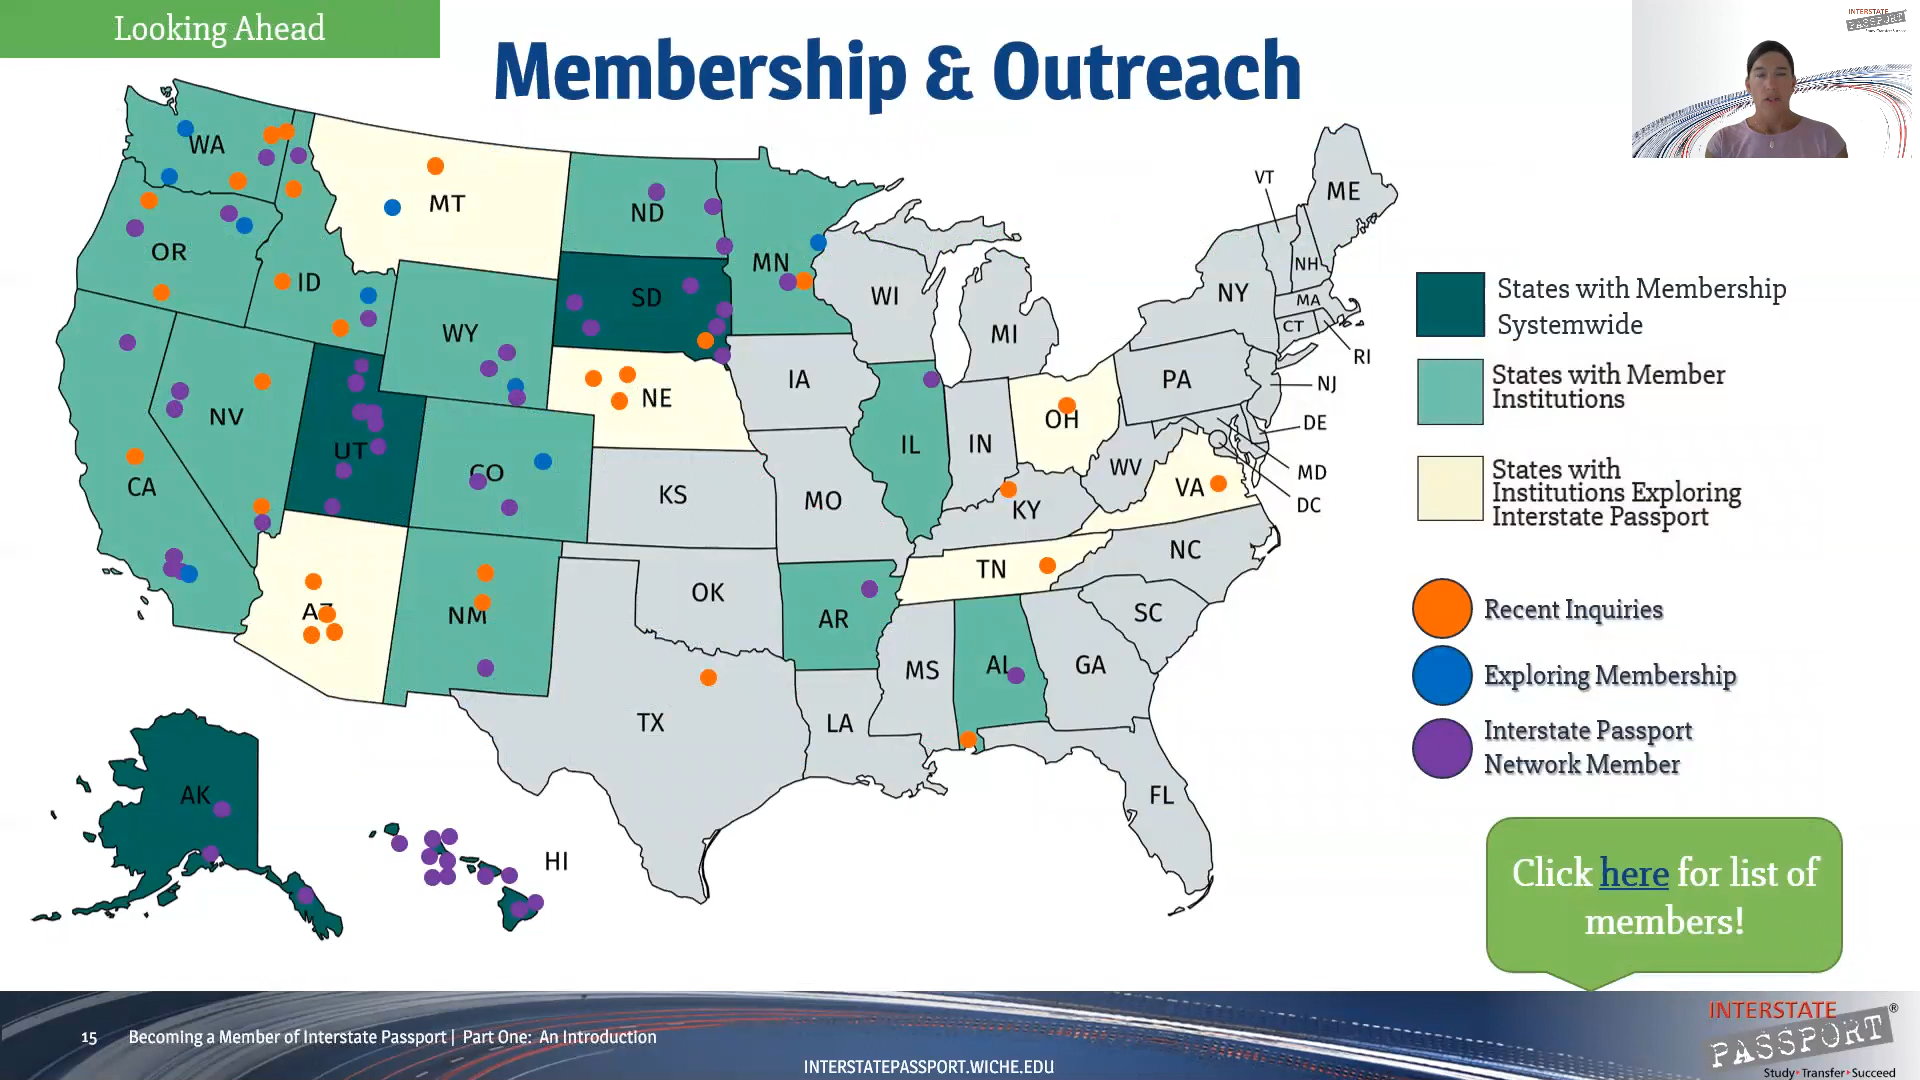 Looking Ahead
Membership & Outreach
INTERSTATE
PASSPORT
WA
MT
ND
MN
OR
ID
SD
WY
WI
MI
NY
VT
ME
NH
MA
CT
RI
NJ
DE
MD
DC
PA
NE
IA
NV
UT
CO
CA
KS
MO
IL
IN
OH
WV
VA
KY
NC
TN
AZ
NM
OK
AR
SC
MS
AL
GA
TX
LA
FL
AK
HI
States with Membership
Systemwide
States with Member
Institutions
States with
Institutions Exploring
Interstate Passport
Recent Inquiries
Exploring Membership
Interstate Passport
Network Member
Click here for list of
members!
15 Becoming a Member of Interstate Passport | Part One: An Introduction
INTERSTATEPASSPORT.WICHE.EDU
INTERSTATE ®
PASSPORT
Study • Transfer • Succeed